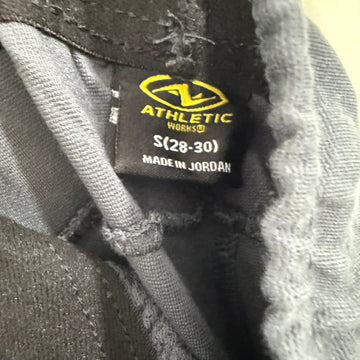 ATHLETIC
WORKS
S(28-30)
MADE IN JORDAN